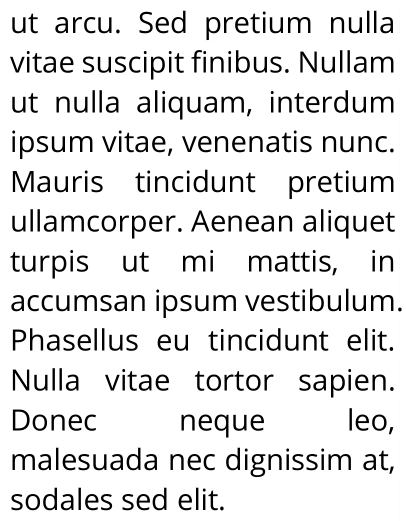 ut arcu. Sed pretium nulla
vitae suscipit finibus. Nullam
ut nulla aliquam, interdum
ipsum vitae, venenatis nunc.
Mauris tincidunt pretium
ullamcorper. Aenean aliquet
turpis ut mi mattis, in
accumsan ipsum vestibulum.
Phasellus eu tincidunt elit.
Nulla vitae tortor sapien.
Donec neque leo,
malesuada nec dignissim at,
sodales sed elit.